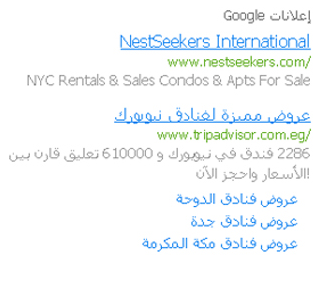 إعلانات Google
NestSeekers International
www.nestseekers.com/
NYC Rentals & Sales Condos & Apts For Sale
عروض مميزة لفنادق نيويورك
www.tripadvisor.com.eg/
2286 فندق في نيويورك و 610000 تعليق قارن بين
الأسعار واحجز الآن!
عروض فنادق الدوحة
عروض فنادق جدة
عروض فنادق مكة المكرمة